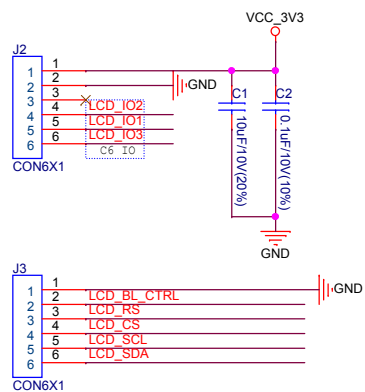 VCC_3V3
J2
1 1
2 2
GND
3 3
4 4 LCD_IO2
5 5 LCD_IO1
6 6 LCD_IO3
C6 IO
CON6X1
C1
10uF/10V(20%)
C2
0.1uF/10V(10%)
GND
J3
1 1
GND
2 2 LCD_BL_CTRL
3 3 LCD_RS
4 4 LCD_CS
5 5 LCD_SCL
6 6 LCD_SDA
CON6X1